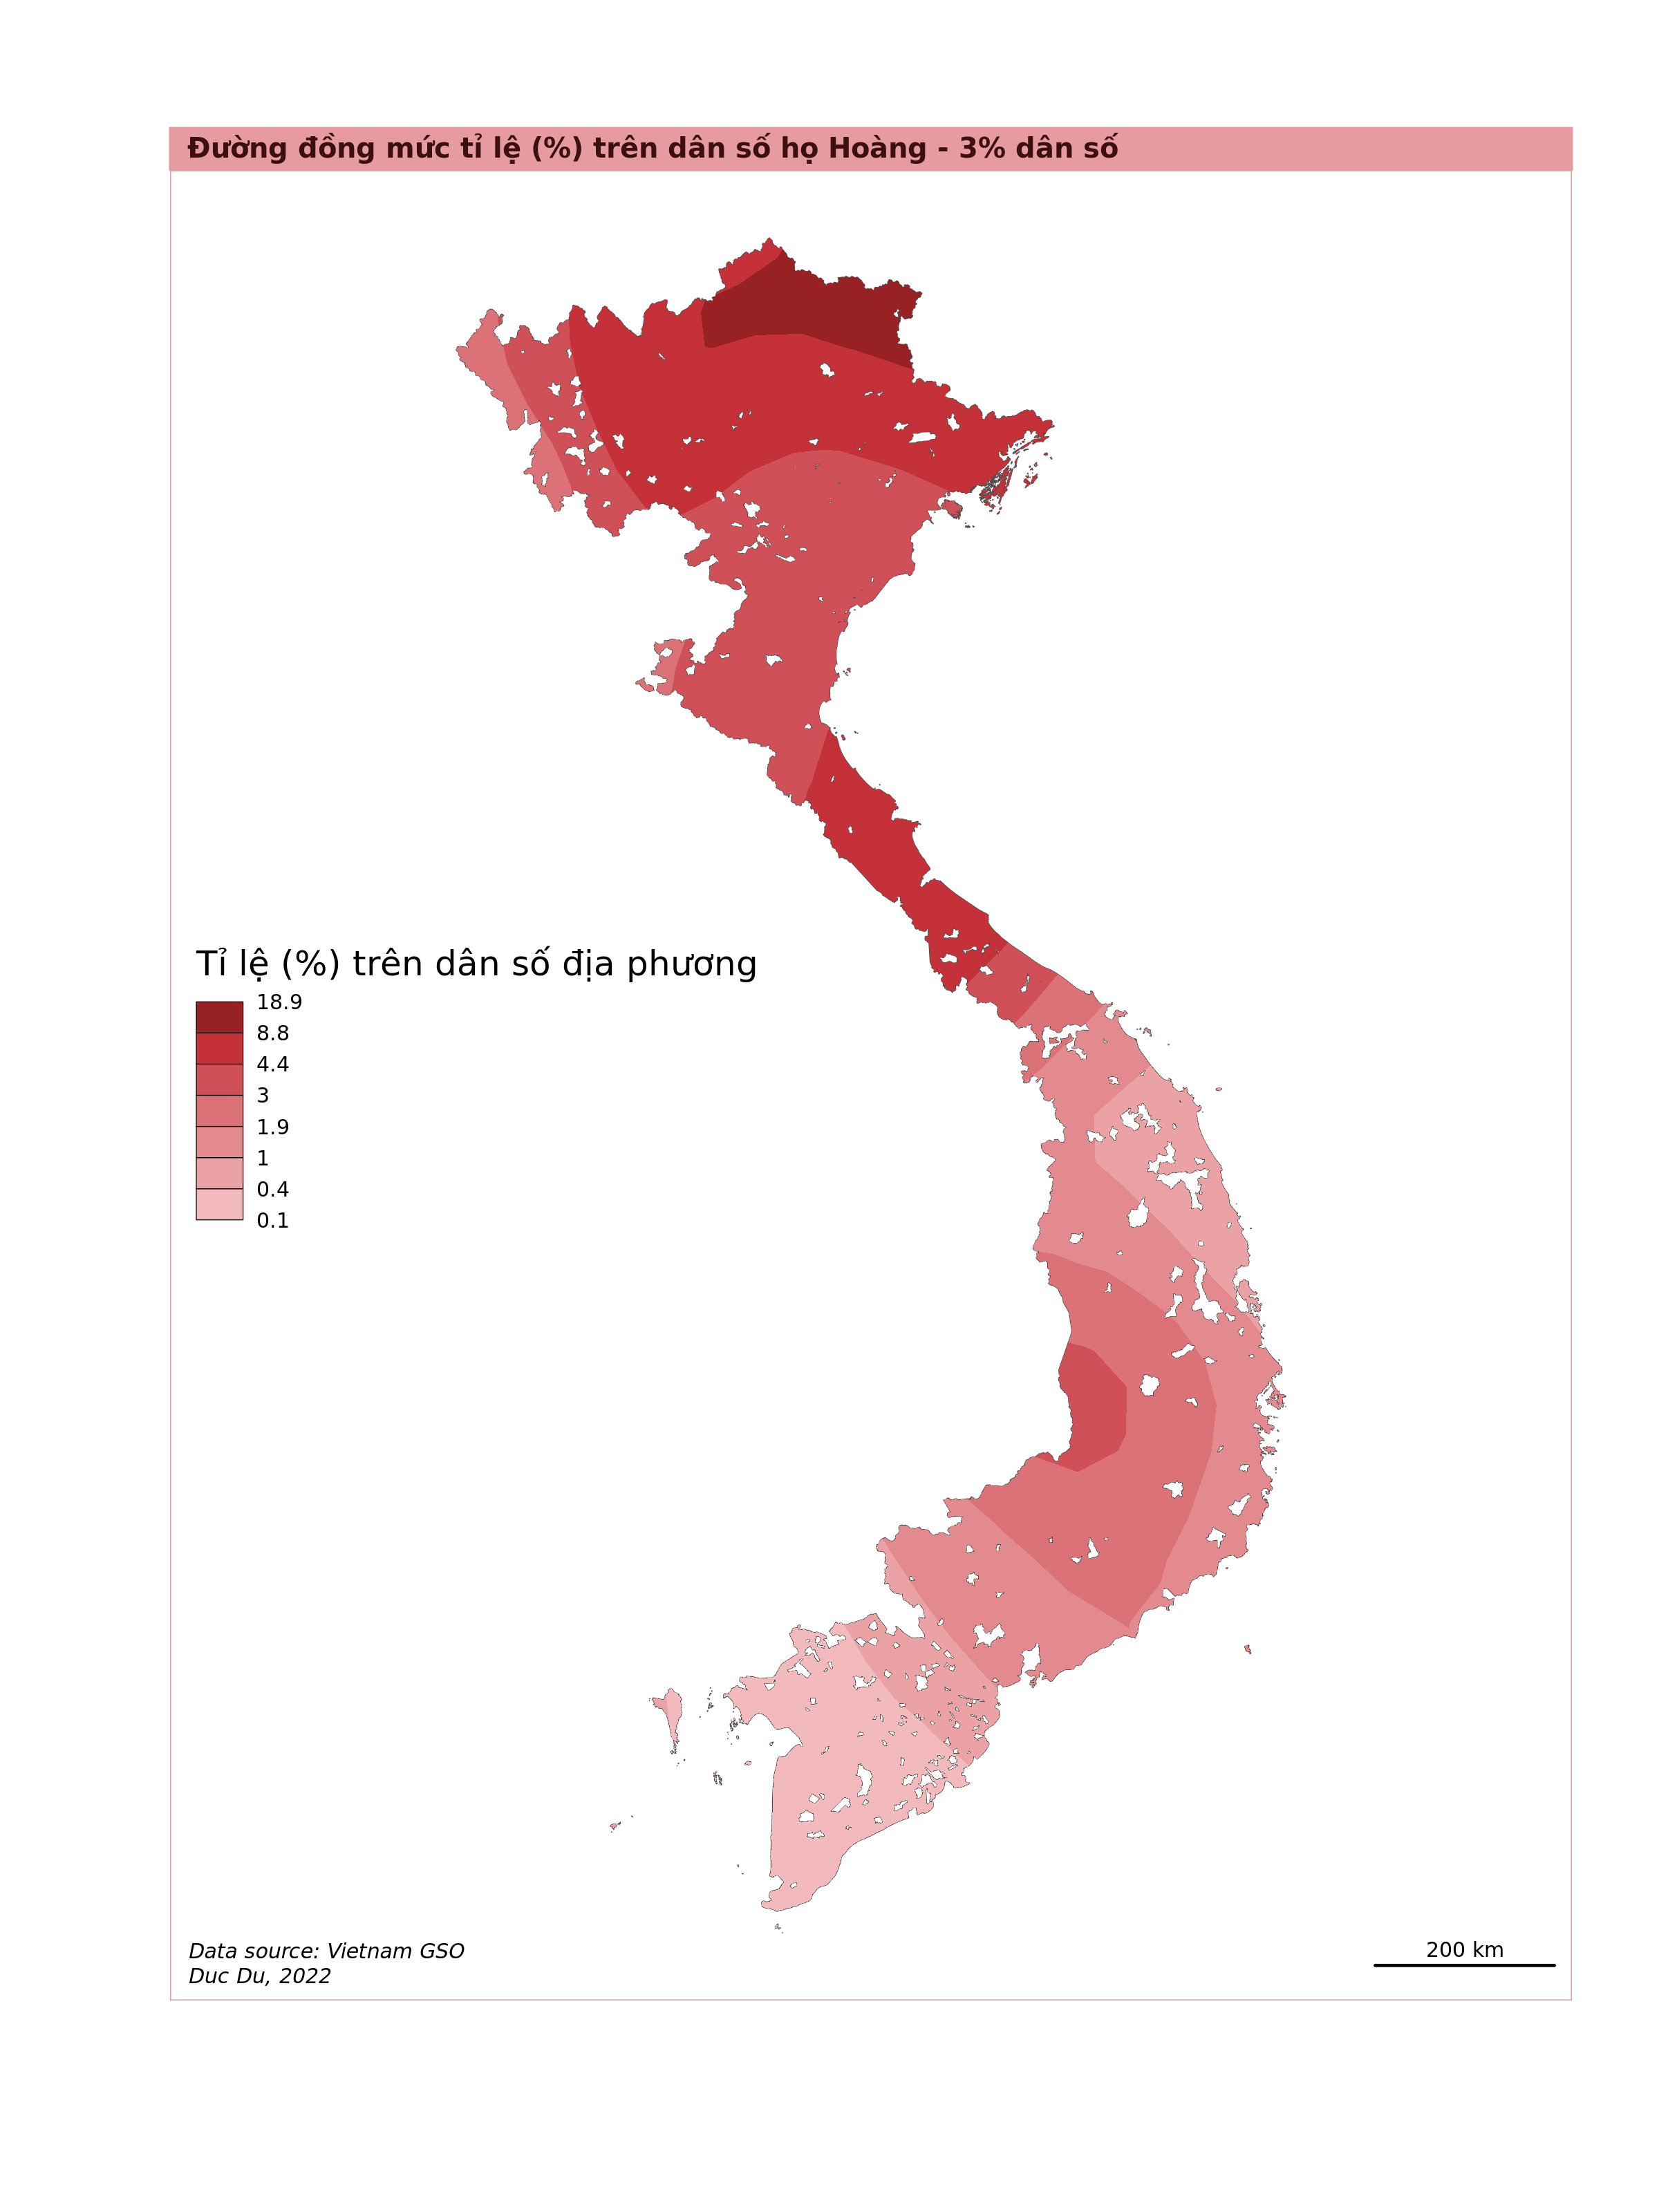 Đường đồng mức tỉ lệ (%) trên dân số họ Hoàng - 3% dân số
Tỉ lệ (%) trên dân số địa phương
18.9
8.8
4.4
3
1.9
1
0.4
0.1
Data source: Vietnam GSO
Duc Du, 2022
200 km